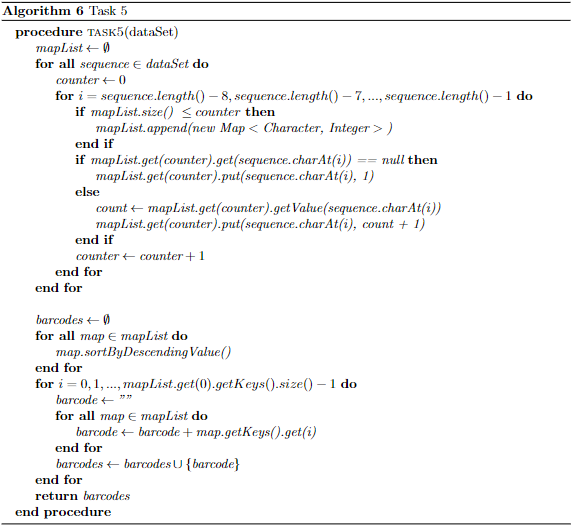 Algorithm 6 Task 5
procedure TASK5(dataSet)
mapList ← ∅
for all sequence ∈ dataSet do
counter ← 0
for i = sequence.length() − 8, sequence.length() − 7, ..., sequence.length() − 1 do
if mapList.size() ≤ counter then
mapList.append(new Map < Character, Integer > )
end if
if mapList.get(counter).get(sequence.charAt(i)) == null then
mapList.get(counter).put(sequence.charAt(i), 1)
else
count ← mapList.get(counter).getValue(sequence.charAt(i))
mapList.get(counter).put(sequence.charAt(i), count + 1)
end if
counter ← counter + 1
end for
end for
barcodes ← ∅
for all map ∈ mapList do
map.sortByDescendingValue()
end for
for i = 0, 1, ..., mapList.get(0).getKeys().size() − 1 do
barcode ← ""
for all map ∈ mapList do
barcode ← barcode + map.getKeys().get(i)
end for
barcodes ← barcodes ∪ {barcode}
end for
return barcodes
end procedure